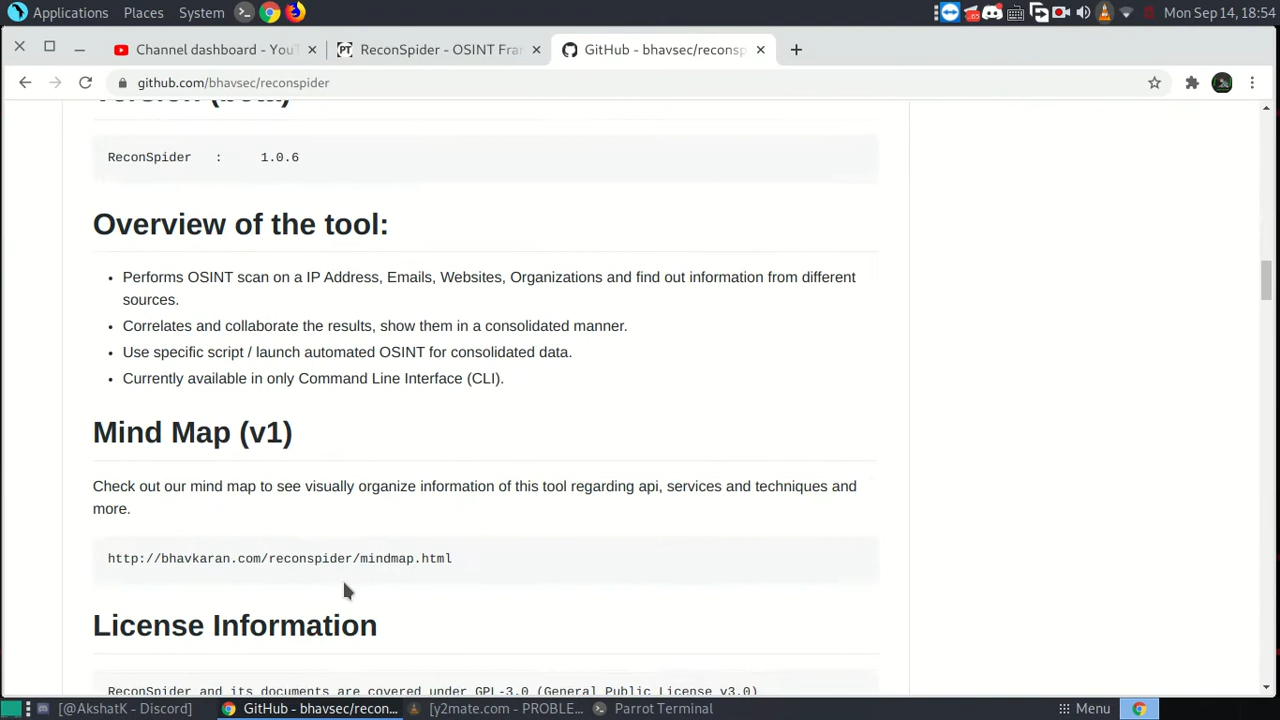 Applications Places System Mon Sep 14, 18:54
Channel dashboard - You ReconSpider - OSINT Fra GitHub - bhavsec/reconsp
github.com/bhavsec/reconspider
Version (beta)
ReconSpider : 1.0.6
Overview of the tool:
• Performs OSINT scan on a IP Address, Emails, Websites, Organizations and find out information from different
sources.
• Correlates and collaborate the results, show them in a consolidated manner.
• Use specific script / launch automated OSINT for consolidated data.
• Currently available in only Command Line Interface (CLI).
Mind Map (v1)
Check out our mind map to see visually organize information of this tool regarding api, services and techniques and
more.
http://bhavkaran.com/reconspider/mindmap.html
License Information
ReconSpider and its documents are covered under GPL-3.0 (General Public License v3.0)
[@AkshatK - Discord] GitHub - bhavsec/recon... [y2mate.com - PROBLE... Parrot Terminal Menu